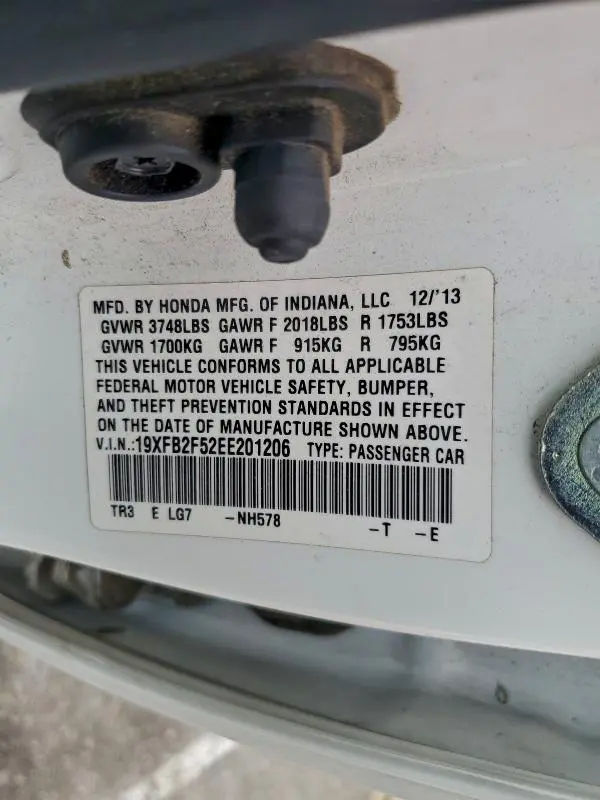 MFD. BY HONDA MFG. OF INDIANA, LLC 12/'13
GVWR 3748LBS GAWR F 2018LBS R 1753LBS
GVWR 1700KG GAWR F 915KG R 795KG
THIS VEHICLE CONFORMS TO ALL APPLICABLE
FEDERAL MOTOR VEHICLE SAFETY, BUMPER,
AND THEFT PREVENTION STANDARDS IN EFFECT
ON THE DATE OF MANUFACTURE SHOWN ABOVE.
V.I.N.:19XFB2F52EE201206 TYPE: PASSENGER CAR
TR3 E LG7 -NH578 -T -E